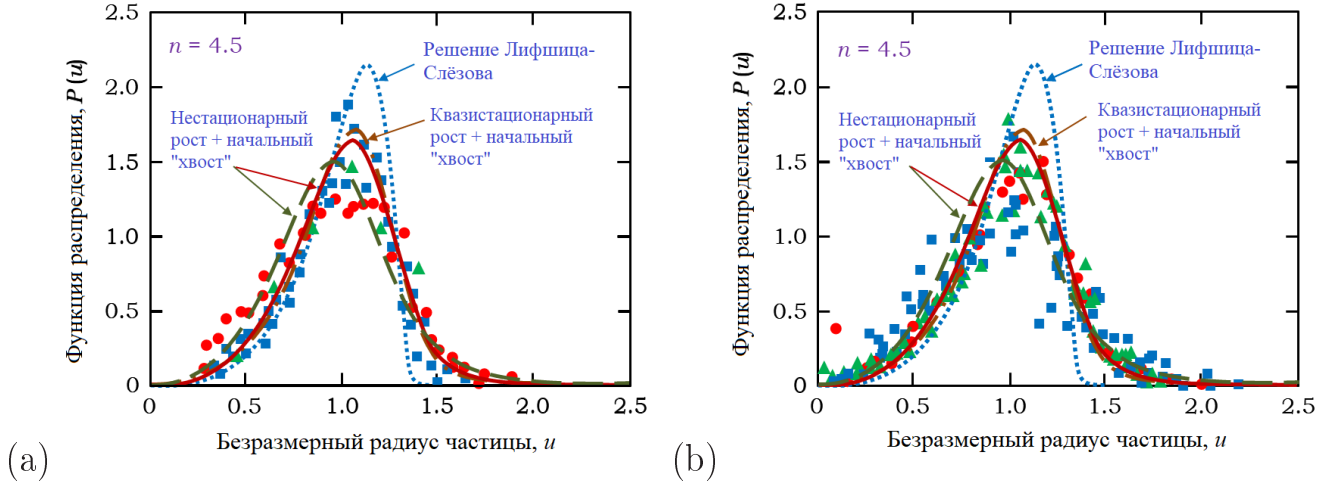 n = 4.5
Решение Лифшица-
Слёзова
Нестационарный
рост + начальный
"хвост"
Квазистационарный
рост + начальный
"хвост"
Функция распределения, P (u)
2.5
2.0
1.5
1.0
0.5
0
0 0.5 1.0 1.5 2.0 2.5
Безразмерный радиус частицы, u
(a)
n = 4.5
Решение Лифшица-
Слёзова
Нестационарный
рост + начальный
"хвост"
Квазистационарный
рост + начальный
"хвост"
Функция распределения, P (u)
2.5
2.0
1.5
1.0
0.5
0
0 0.5 1.0 1.5 2.0 2.5
Безразмерный радиус частицы, u
(b)